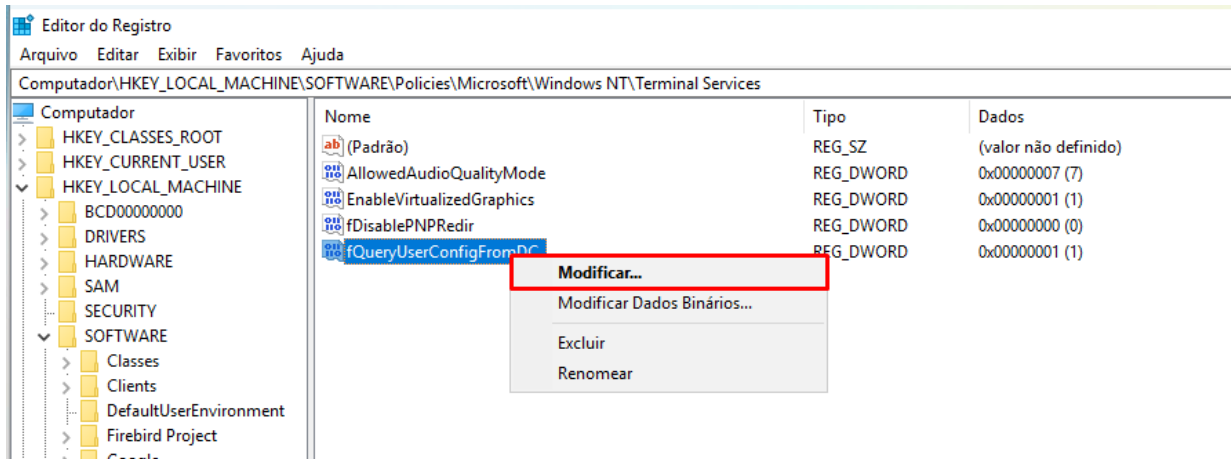 Editor do Registro
Arquivo Editar Exibir Favoritos Ajuda
Computador\HKEY_LOCAL_MACHINE\SOFTWARE\Policies\Microsoft\Windows NT\Terminal Services
Computador
HKEY_CLASSES_ROOT
HKEY_CURRENT_USER
HKEY_LOCAL_MACHINE
BCD00000000
DRIVERS
HARDWARE
SAM
SECURITY
SOFTWARE
Classes
Clients
DefaultUserEnvironment
Firebird Project
Google
Nome Tipo Dados
(Padrão) REG_SZ (valor não definido)
AllowedAudioQualityMode REG_DWORD 0x00000007 (7)
EnableVirtualizedGraphics REG_DWORD 0x00000001 (1)
fDisablePNPRedir REG_DWORD 0x00000000 (0)
fQueryUserConfigFromDC REG_DWORD 0x00000001 (1)
Modificar...
Modificar Dados Binários...
Excluir
Renomear